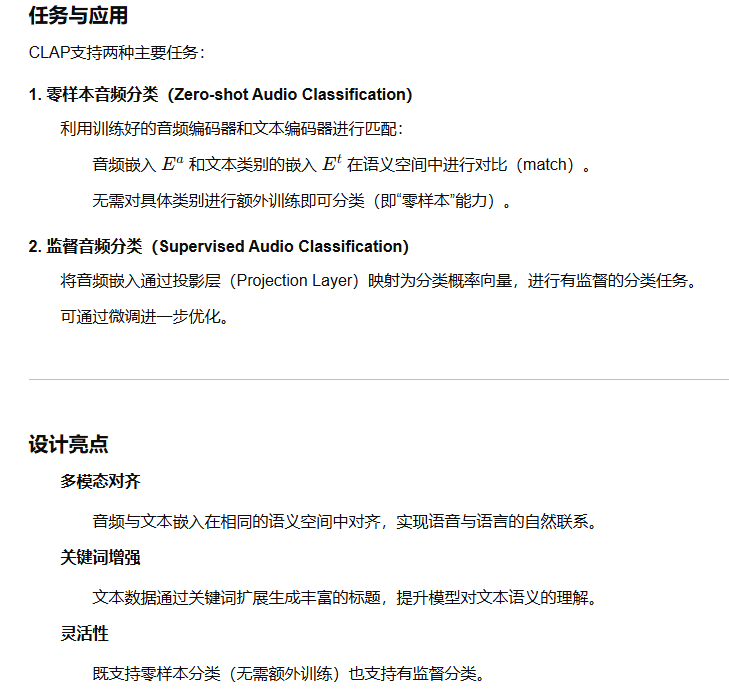 任务与应用
CLAP支持两种主要任务：
1. 零样本音频分类（Zero-shot Audio Classification）
利用训练好的音频编码器和文本编码器进行匹配：
音频嵌入 Eᵃ 和文本类别的嵌入 Eᵗ 在语义空间中进行对比（match）。
无需对具体类别进行额外训练即可分类（即“零样本”能力）。
2. 监督音频分类（Supervised Audio Classification）
将音频嵌入通过投影层（Projection Layer）映射为分类概率向量，进行有监督的分类任务。
可通过微调进一步优化。
设计亮点
多模态对齐
音频与文本嵌入在相同的语义空间中对齐，实现语音与语言的自然联系。
关键词增强
文本数据通过关键词扩展生成丰富的标题，提升模型对文本语义的理解。
灵活性
既支持零样本分类（无需额外训练）也支持有监督分类。